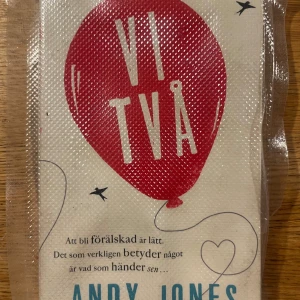 VI
TVÅ
Att bli förälskad är lätt.
Det som verkligen betyder något
är vad som händer sen...
ANDY JONES